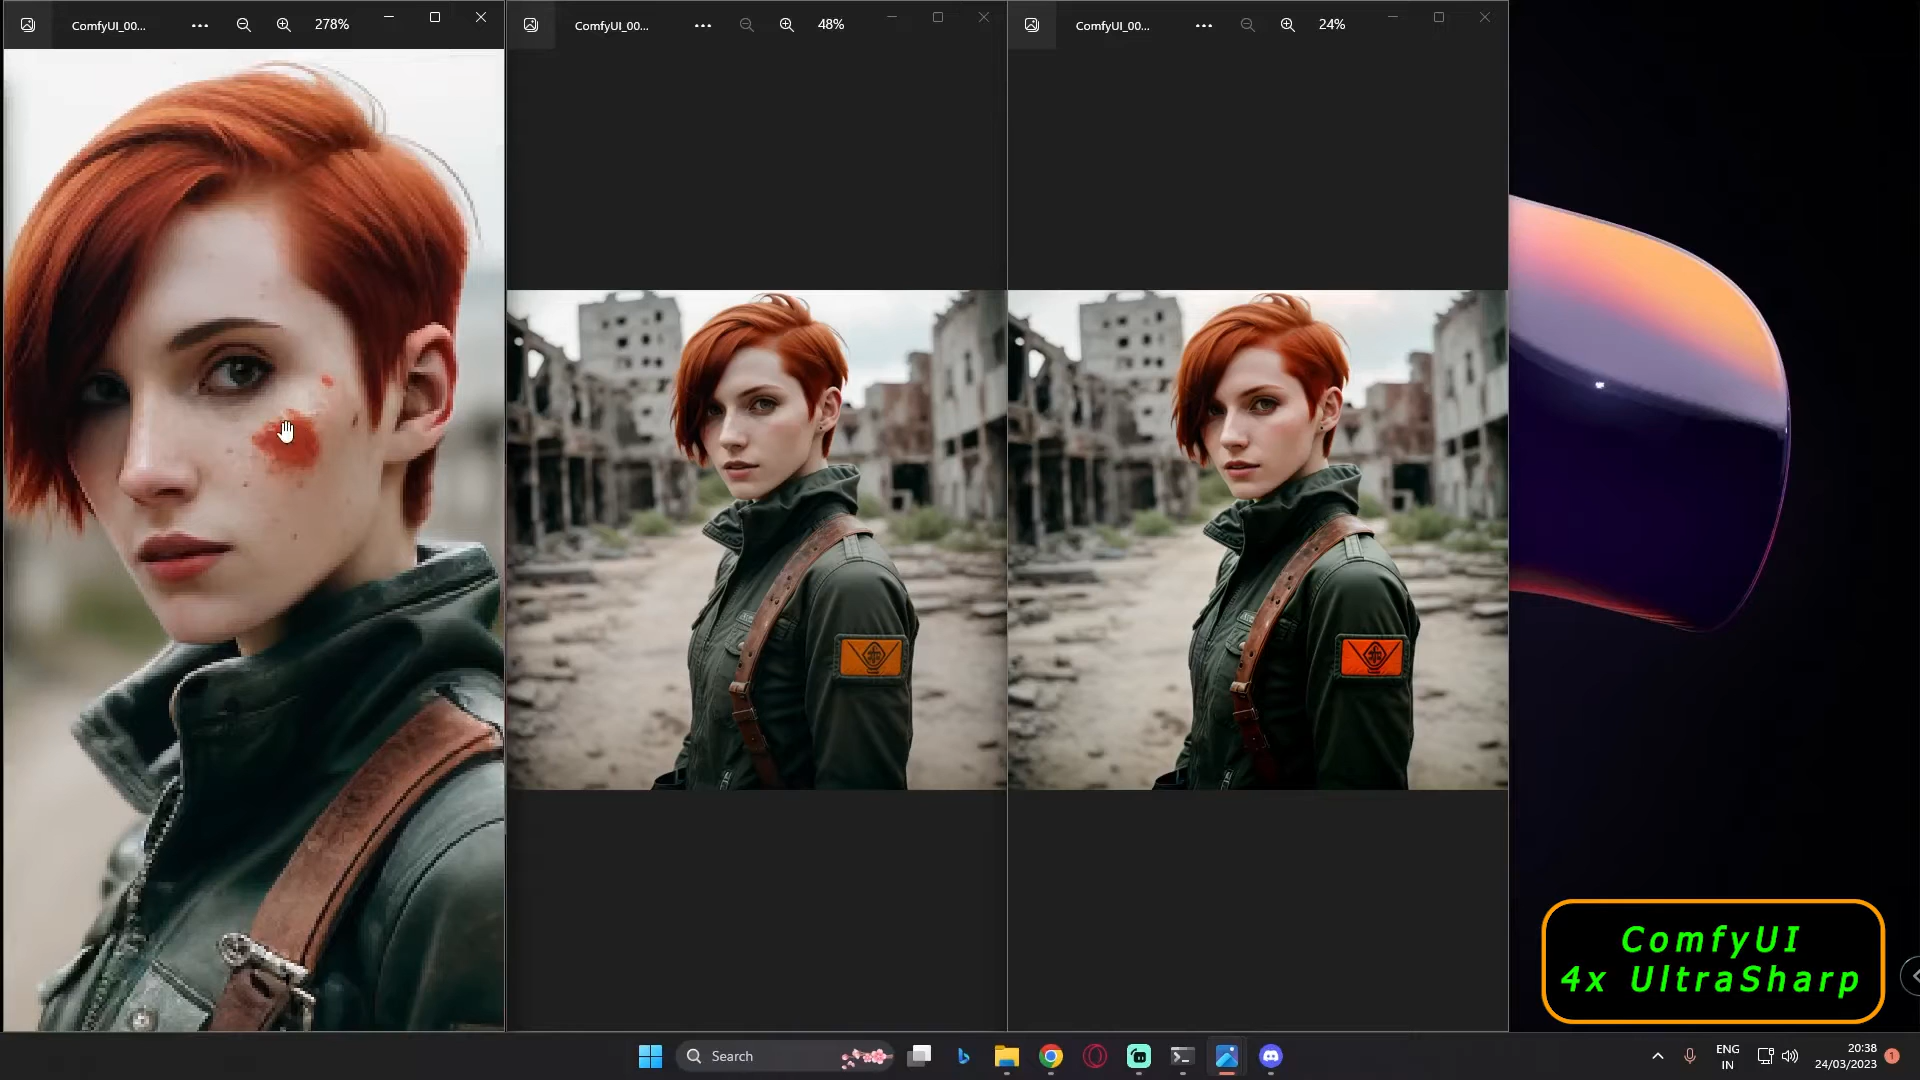 ComfyUI_00...
278%
ComfyUI_00...
48%
ComfyUI_00...
24%
ComfyUI
4x UltraSharp
Search
ENG
IN
20:38
24/03/2023
1